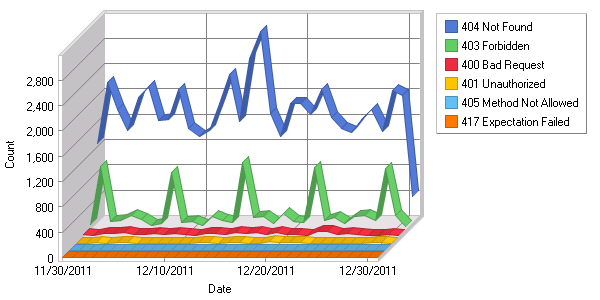 404 Not Found
403 Forbidden
400 Bad Request
401 Unauthorized
405 Method Not Allowed
417 Expectation Failed
Count
2,800
2,400
2,000
1,600
1,200
800
400
0
11/30/2011 12/10/2011 12/20/2011 12/30/2011
Date